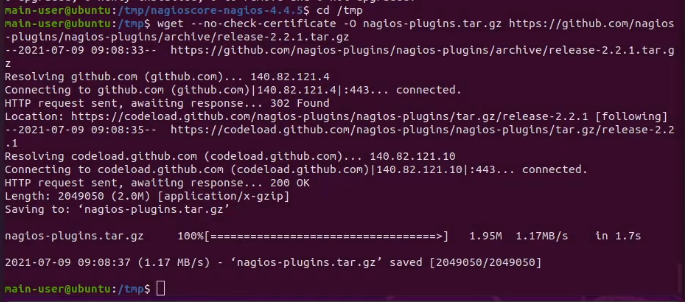 main-user@ubuntu:/tmp/nagioscore-nagios-4.4.5$ cd /tmp
main-user@ubuntu:/tmp$ wget --no-check-certificate -O nagios-plugins.tar.gz https://github.com/nagios
-plugins/nagios-plugins/archive/release-2.2.1.tar.gz
--2021-07-09 09:08:33--  https://github.com/nagios-plugins/nagios-plugins/archive/release-2.2.1.tar.g
z
Resolving github.com (github.com)... 140.82.121.4
Connecting to github.com (github.com)|140.82.121.4|:443... connected.
HTTP request sent, awaiting response... 302 Found
Location: https://codeload.github.com/nagios-plugins/nagios-plugins/tar.gz/release-2.2.1 [following]
--2021-07-09 09:08:35--  https://codeload.github.com/nagios-plugins/nagios-plugins/tar.gz/release-2.2
.1
Resolving codeload.github.com (codeload.github.com)... 140.82.121.10
Connecting to codeload.github.com (codeload.github.com)|140.82.121.10|:443... connected.
HTTP request sent, awaiting response... 200 OK
Length: 2049050 (2.0M) [application/x-gzip]
Saving to: ‘nagios-plugins.tar.gz’
nagios-plugins.tar.gz     100%[==================================>]   1.95M  1.17MB/s    in 1.7s
2021-07-09 09:08:37 (1.17 MB/s) - ‘nagios-plugins.tar.gz’ saved [2049050/2049050]
main-user@ubuntu:/tmp$